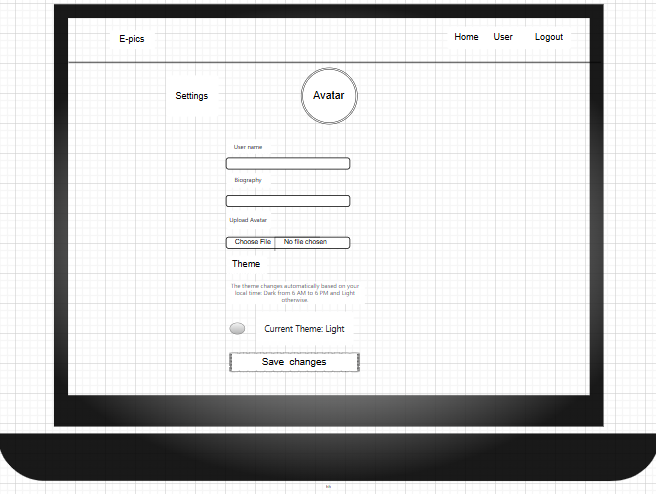 E-pics
Home User Logout
Settings
Avatar
User name
Biography
Upload Avatar
Choose File No file chosen
Theme
The theme changes automatically based on your
local time: Dark from 6 AM to 6 PM and Light
otherwise.
Current Theme: Light
Save changes